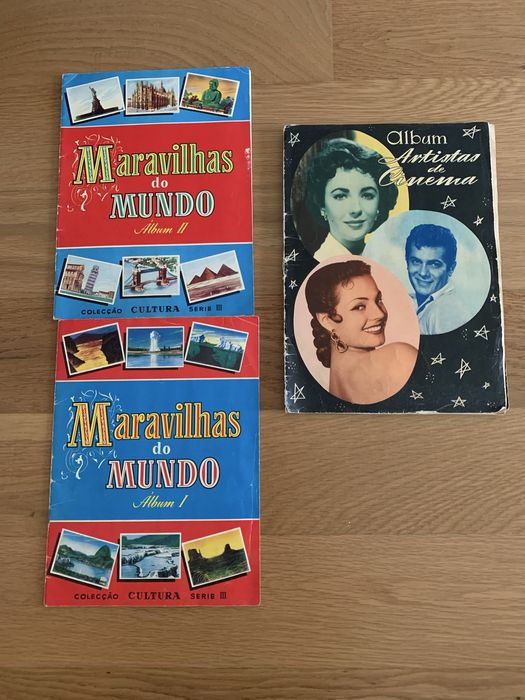 Maravilhas
do
MUNDO
Album II
COLECÇÃO CULTURA SERIE III
Maravilhas
do
MUNDO
Álbum I
COLECÇÃO CULTURA SERIE III
Album
Artistas
de
Cinema